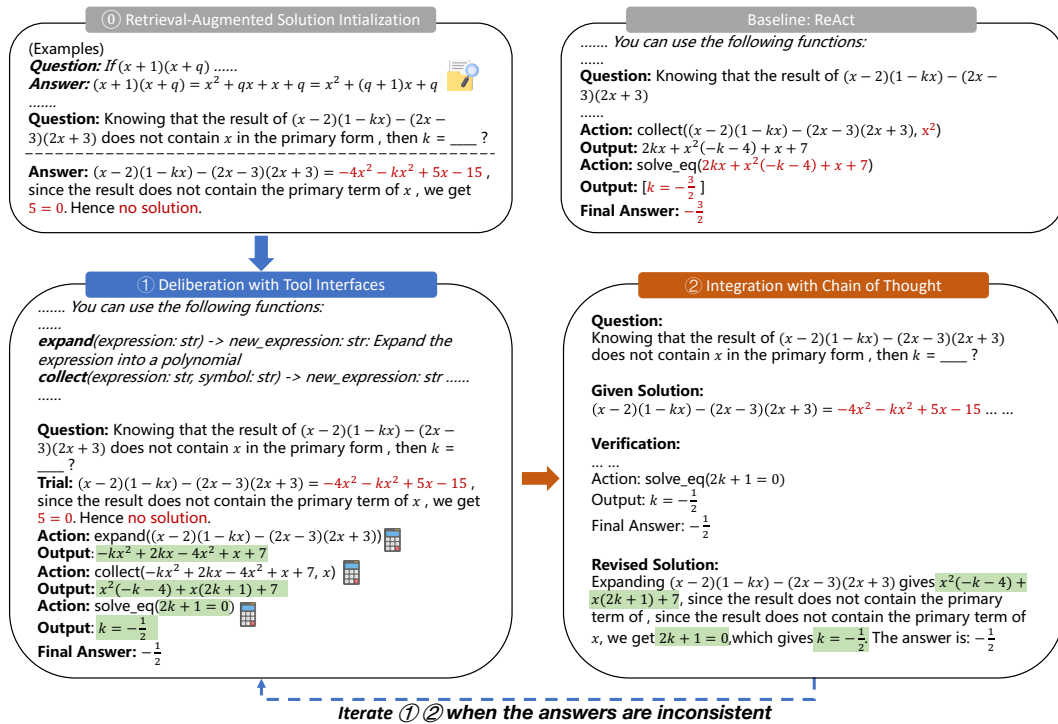 ⓪ Retrieval-Augmented Solution Intialization
(Examples)
Question: If (x + 1)(x + q) ......
Answer: (x + 1)(x + q) = x² + qx + x + q = x² + (q + 1)x + q
.......
Question: Knowing that the result of (x − 2)(1 − kx) − (2x −
3)(2x + 3) does not contain x in the primary form , then k = ____ ?
Answer: (x − 2)(1 − kx) − (2x − 3)(2x + 3) = −4x² − kx² + 5x − 15 ,
since the result does not contain the primary term of x , we get
5 = 0. Hence no solution.
Baseline: ReAct
....... You can use the following functions:
......
Question: Knowing that the result of (x − 2)(1 − kx) − (2x −
3)(2x + 3)
......
Action: collect((x − 2)(1 − kx) − (2x − 3)(2x + 3), x²)
Output: 2kx + x²(−k − 4) + x + 7
Action: solve_eq(2kx + x²(−k − 4) + x + 7)
Output: [k = −3/2 ]
Final Answer: −3/2
① Deliberation with Tool Interfaces
....... You can use the following functions:
......
expand(expression: str) -> new_expression: str: Expand the
expression into a polynomial
collect(expression: str, symbol: str) -> new_expression: str ......
......
Question: Knowing that the result of (x − 2)(1 − kx) − (2x −
3)(2x + 3) does not contain x in the primary form , then k =
____ ?
Trial: (x − 2)(1 − kx) − (2x − 3)(2x + 3) = −4x² − kx² + 5x − 15 ,
since the result does not contain the primary term of x , we get
5 = 0. Hence no solution.
Action: expand((x − 2)(1 − kx) − (2x − 3)(2x + 3))
Output: −kx² + 2kx − 4x² + x + 7
Action: collect(−kx² + 2kx − 4x² + x + 7, x)
Output: x²(−k − 4) + x(2k + 1) + 7
Action: solve_eq(2k + 1 = 0)
Output: k = −1/2
Final Answer: −1/2
② Integration with Chain of Thought
Question:
Knowing that the result of (x − 2)(1 − kx) − (2x − 3)(2x + 3)
does not contain x in the primary form , then k = ____ ?
Given Solution:
(x − 2)(1 − kx) − (2x − 3)(2x + 3) = −4x² − kx² + 5x − 15 ... ...
Verification:
... ...
Action: solve_eq(2k + 1 = 0)
Output: k = −1/2
Final Answer: −1/2
Revised Solution:
Expanding (x − 2)(1 − kx) − (2x − 3)(2x + 3) gives x²(−k − 4) +
x(2k + 1) + 7, since the result does not contain the primary
term of , since the result does not contain the primary term of
x, we get 2k + 1 = 0,which gives k = −1/2. The answer is: −1/2
Iterate ① ② when the answers are inconsistent